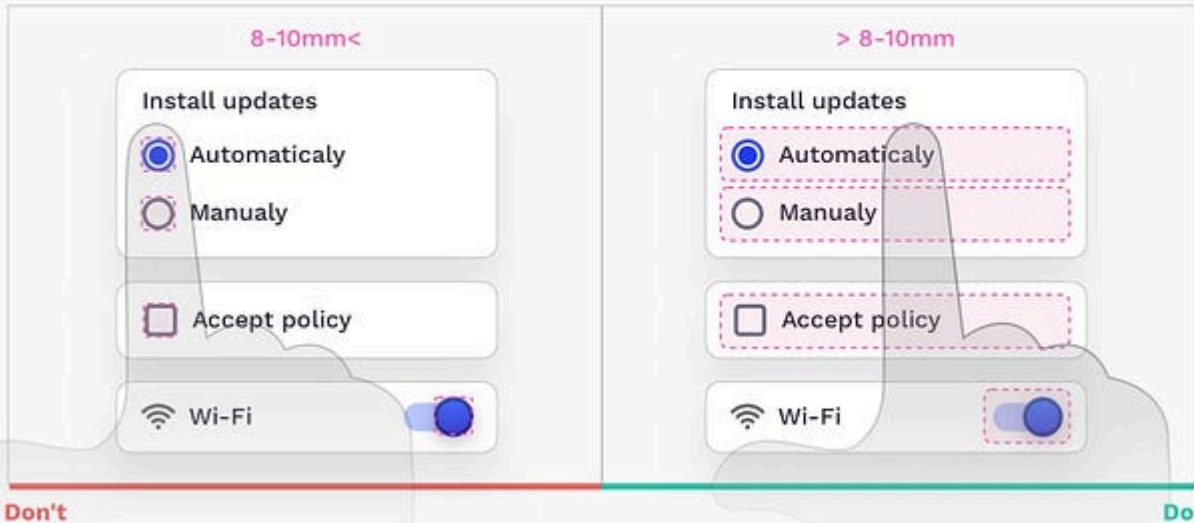 8-10mm<
Install updates
Automaticaly
Manualy
Accept policy
Wi-Fi
Don't
> 8-10mm
Install updates
Automaticaly
Manualy
Accept policy
Wi-Fi
Do